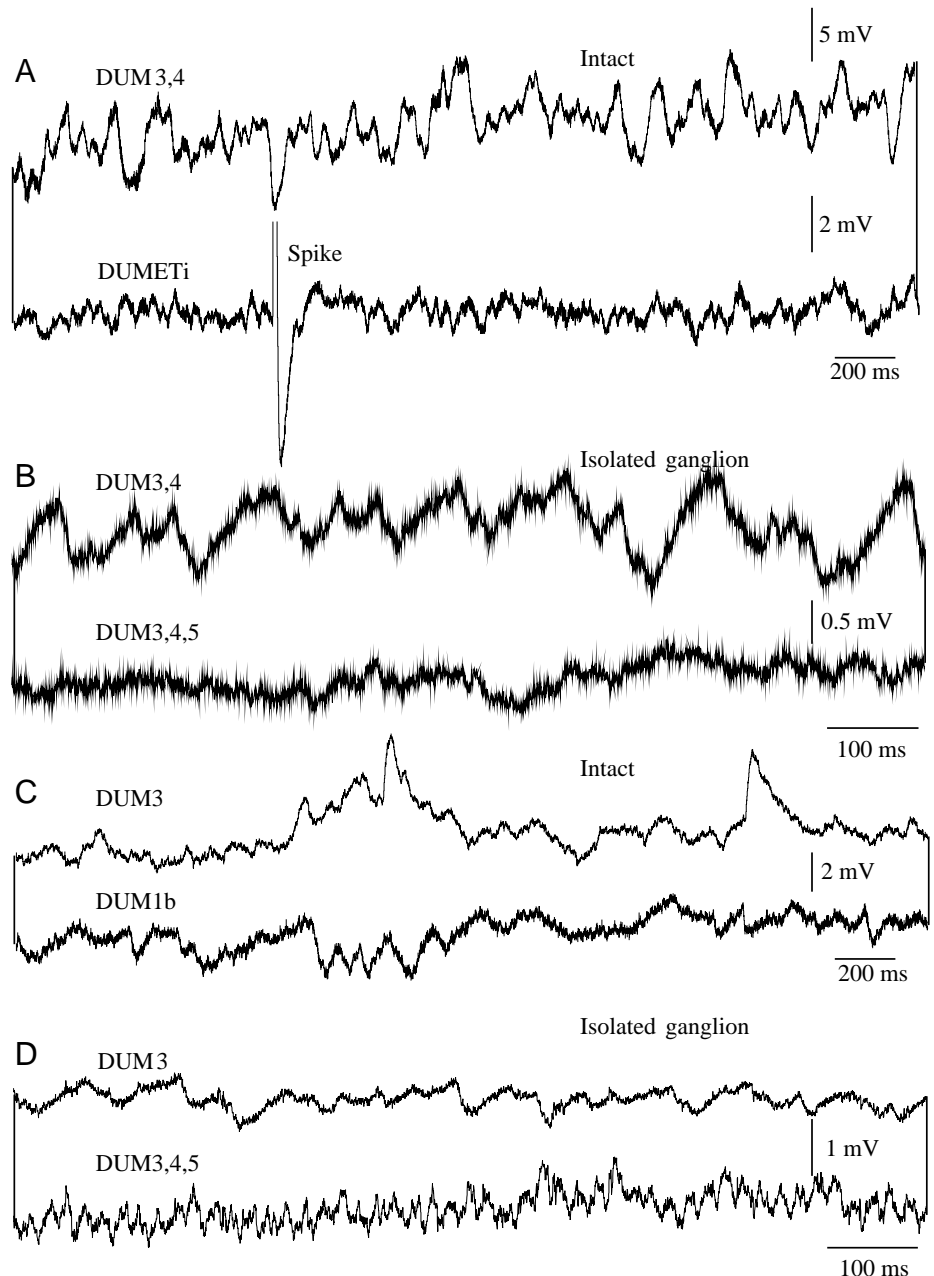 5 mV
A
DUM 3,4
Intact
2 mV
Spike
DUMETi
200 ms
B
DUM3,4
Isolated ganglion
DUM3,4,5
0.5 mV
100 ms
C
DUM3
Intact
2 mV
DUM1b
200 ms
Isolated ganglion
D
DUM 3
1 mV
DUM3,4,5
100 ms